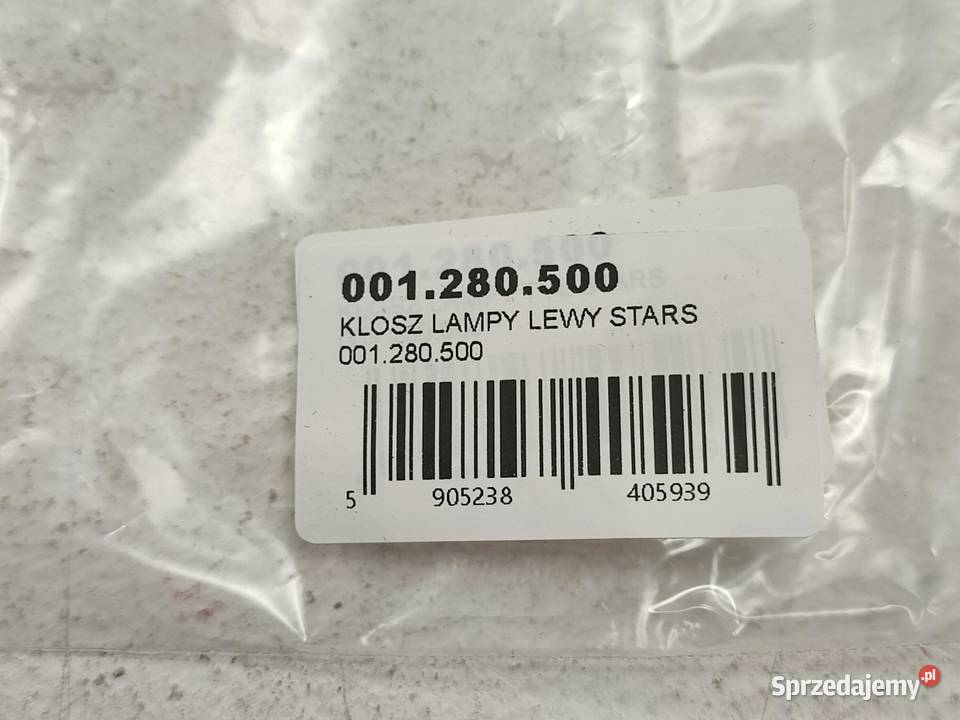 001.280.500
KLOSZ LAMPY LEWY STARS
001.280.500
5 905238 405939
Sprzedajemy.pl